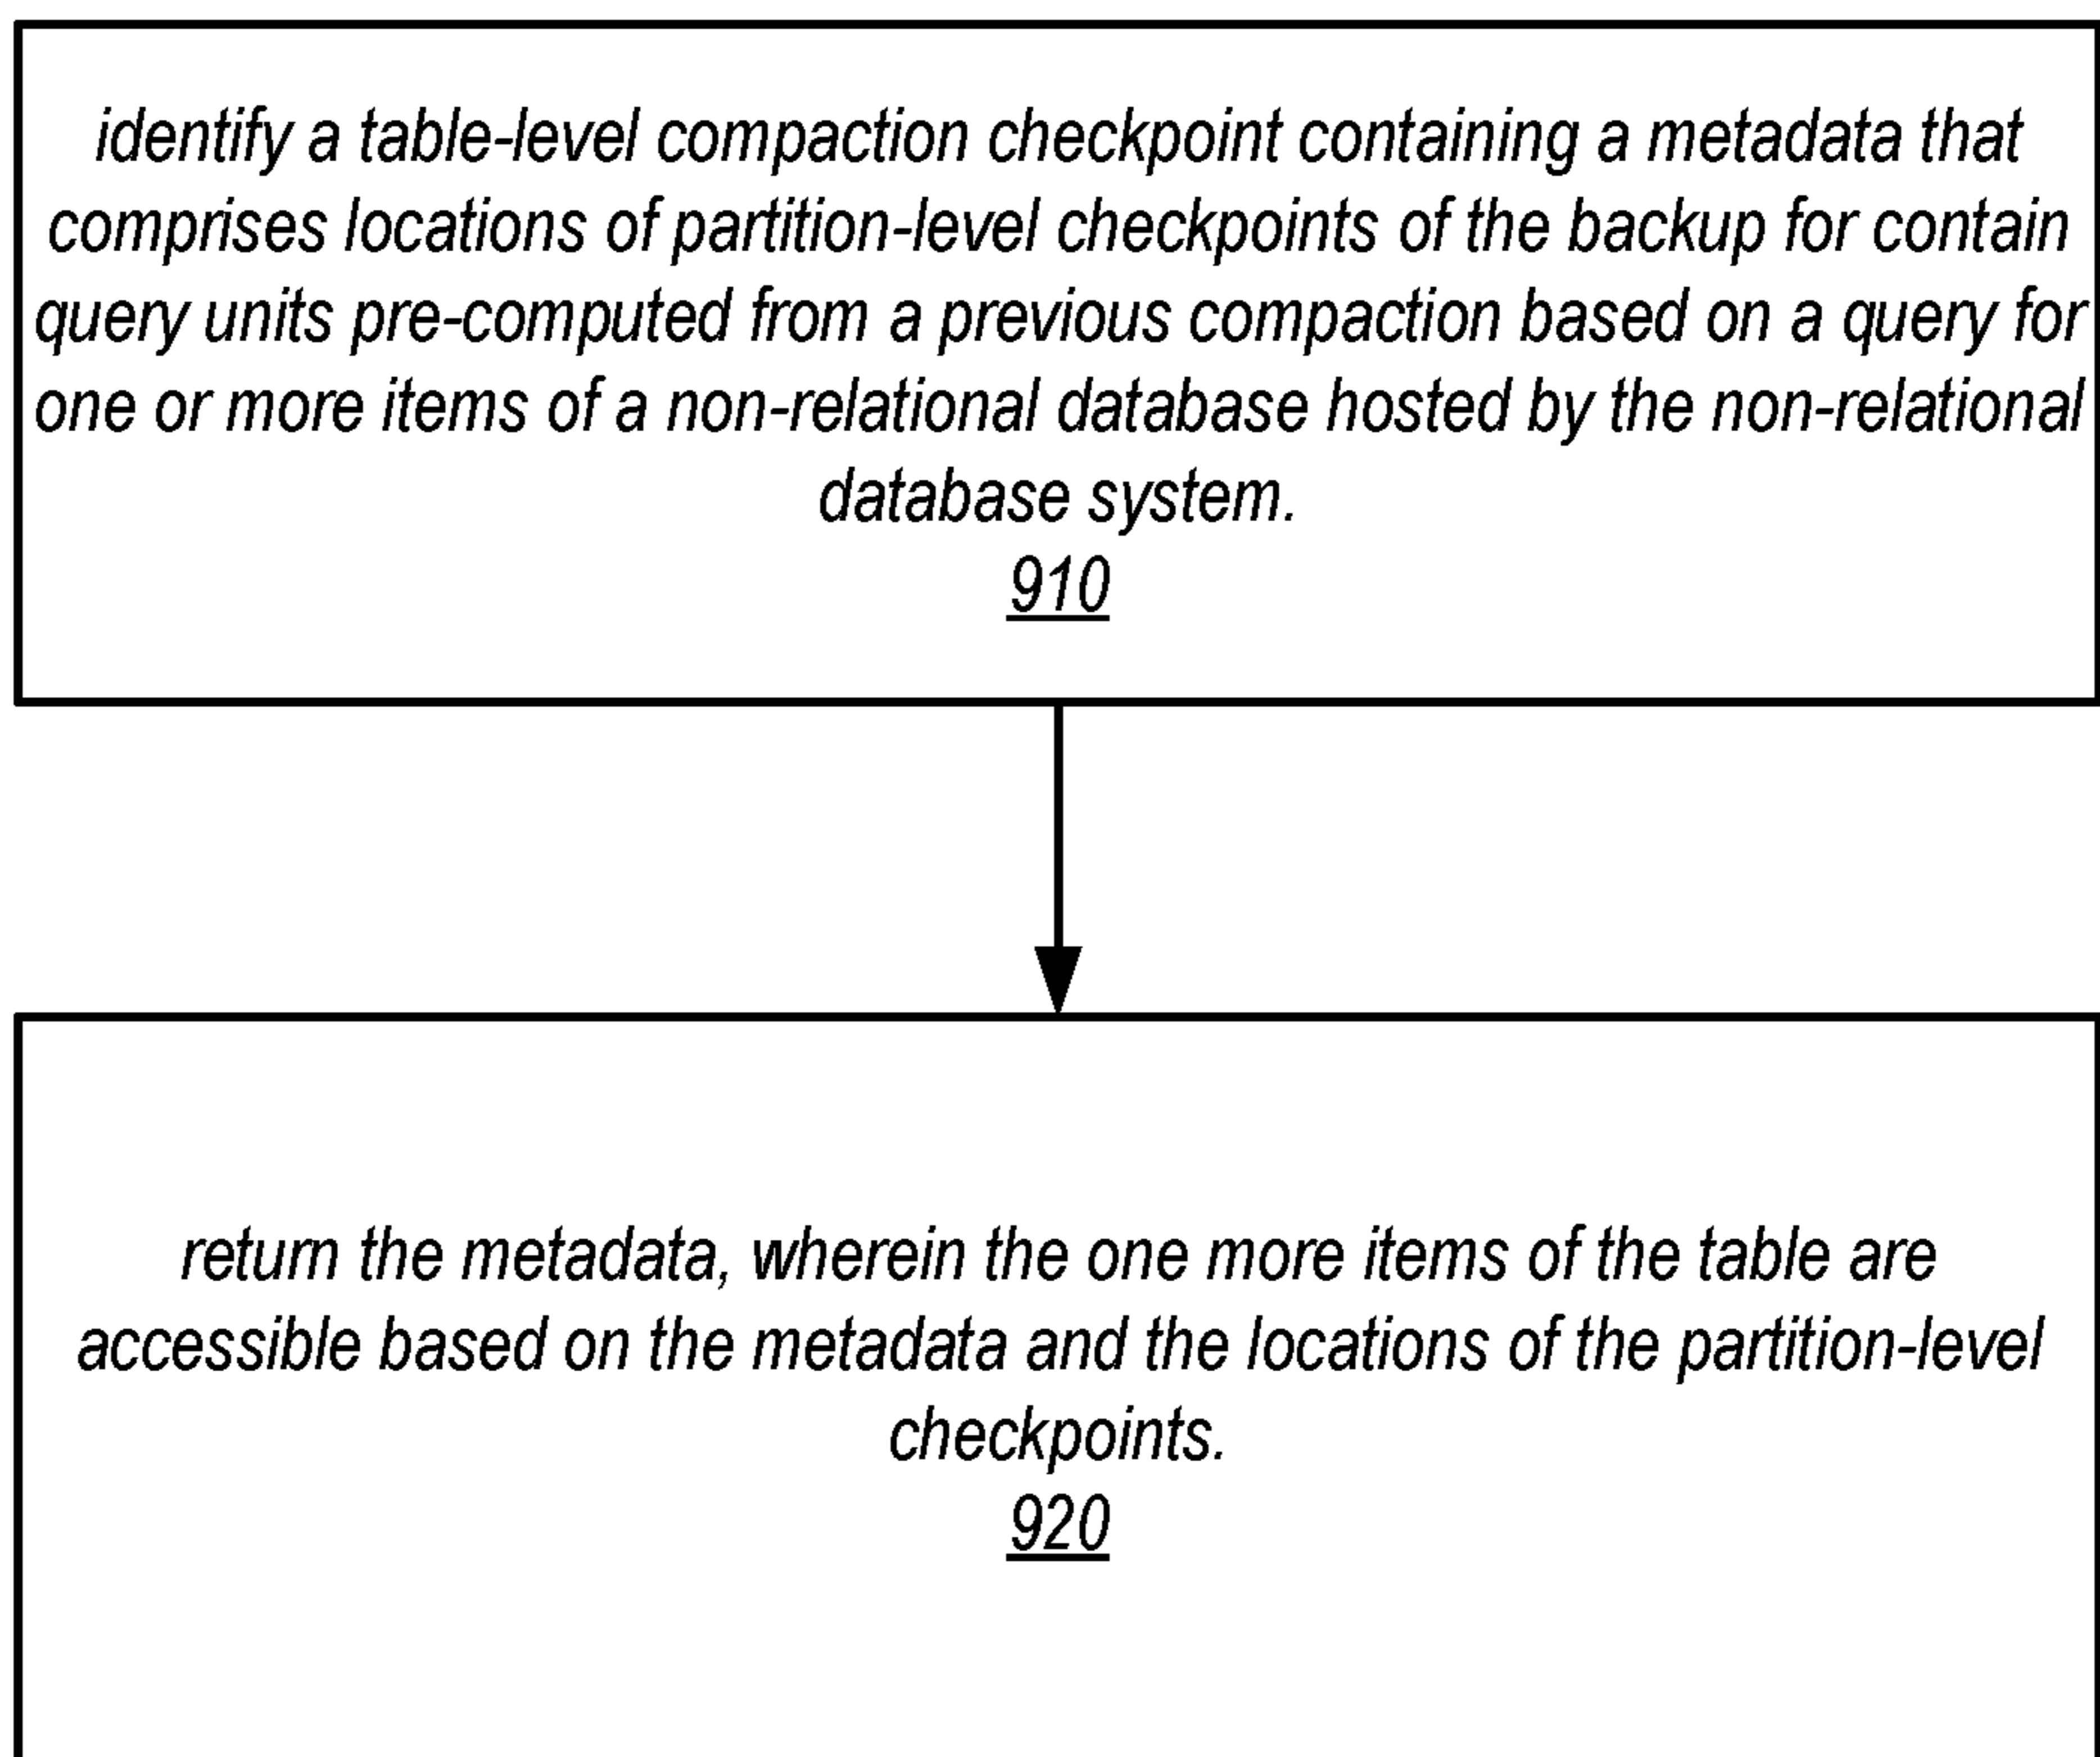 identify a table-level compaction checkpoint containing a metadata that
comprises locations of partition-level checkpoints of the backup for contain
query units pre-computed from a previous compaction based on a query for
one or more items of a non-relational database hosted by the non-relational
database system.
910
return the metadata, wherein the one more items of the table are
accessible based on the metadata and the locations of the partition-level
checkpoints.
920